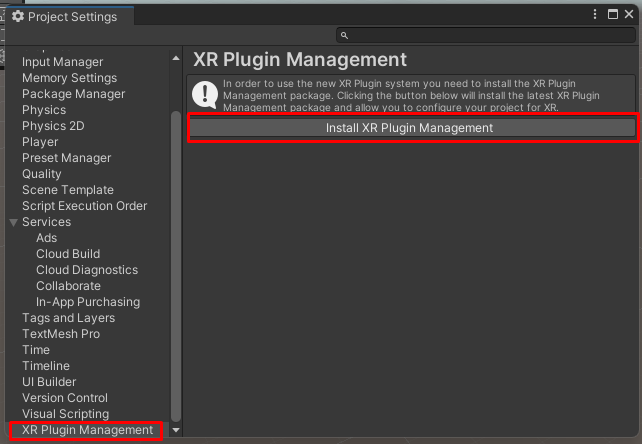 Project Settings
Input Manager
Memory Settings
Package Manager
Physics
Physics 2D
Player
Preset Manager
Quality
Scene Template
Script Execution Order
Services
Ads
Cloud Build
Cloud Diagnostics
Collaborate
In-App Purchasing
Tags and Layers
TextMesh Pro
Time
Timeline
UI Builder
Version Control
Visual Scripting
XR Plugin Management
XR Plugin Management
In order to use the new XR Plugin system you need to install the XR Plugin
Management package. Clicking the button below will install the latest XR Plugin
Management package and allow you to configure your project for XR.
Install XR Plugin Management